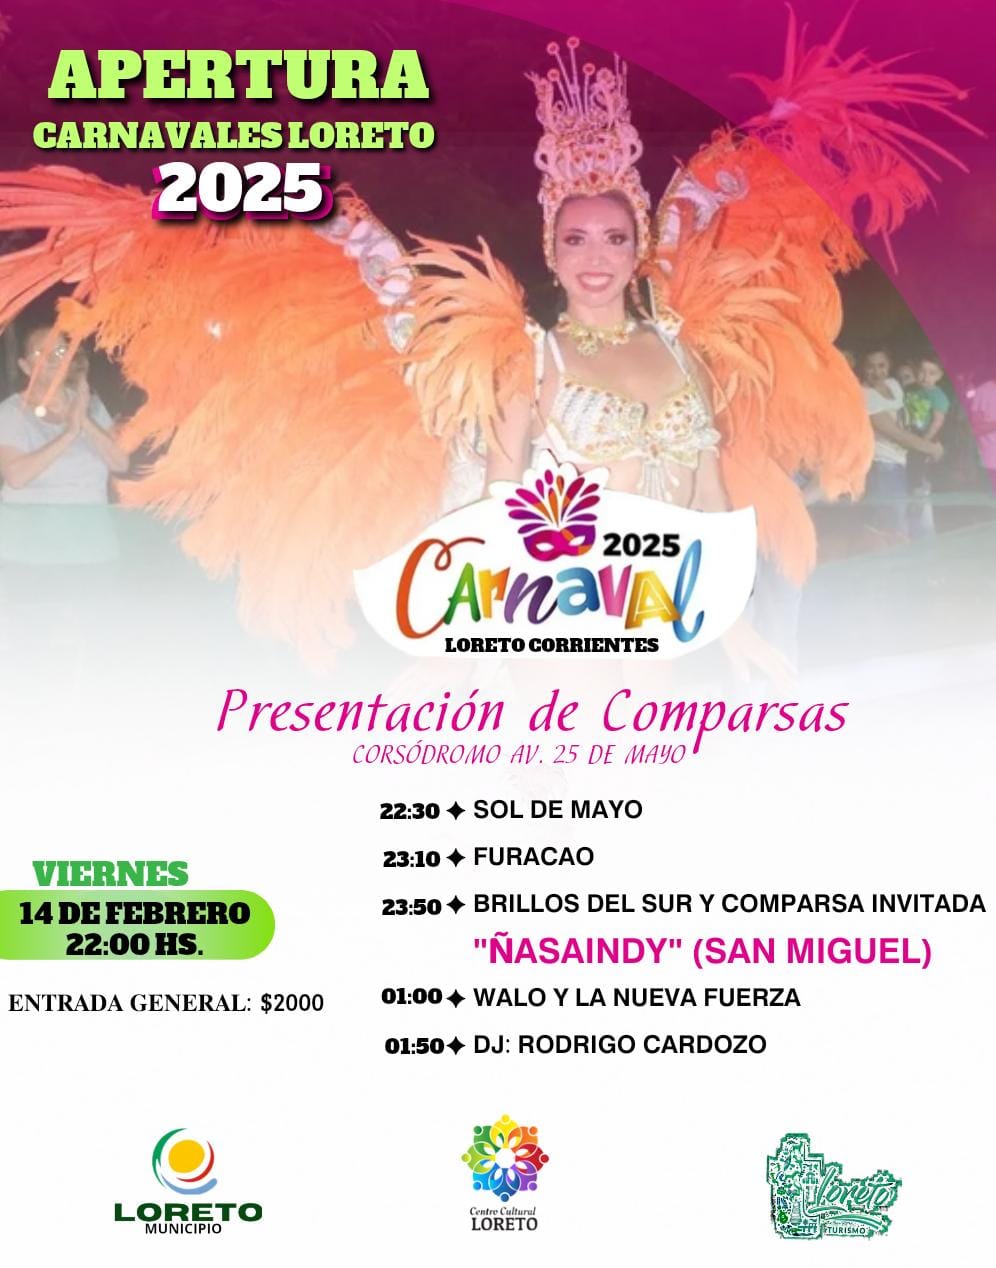 APERTURA
CARNAVALES LORETO
2025
2025
Carnaval
LORETO CORRIENTES
Presentación de Comparsas
CORSÓDROMO AV. 25 DE MAYO
22:30 ✦ SOL DE MAYO
23:10 ✦ FURACAO
23:50 ✦ BRILLOS DEL SUR Y COMPARSA INVITADA
"ÑASAINDY" (SAN MIGUEL)
01:00 ✦ WALO Y LA NUEVA FUERZA
01:50 ✦ DJ: RODRIGO CARDOZO
VIERNES
14 DE FEBRERO
22:00 HS.
ENTRADA GENERAL: $2000
LORETO
MUNICIPIO
Centro Cultural
LORETO
Loreto
TURISMO